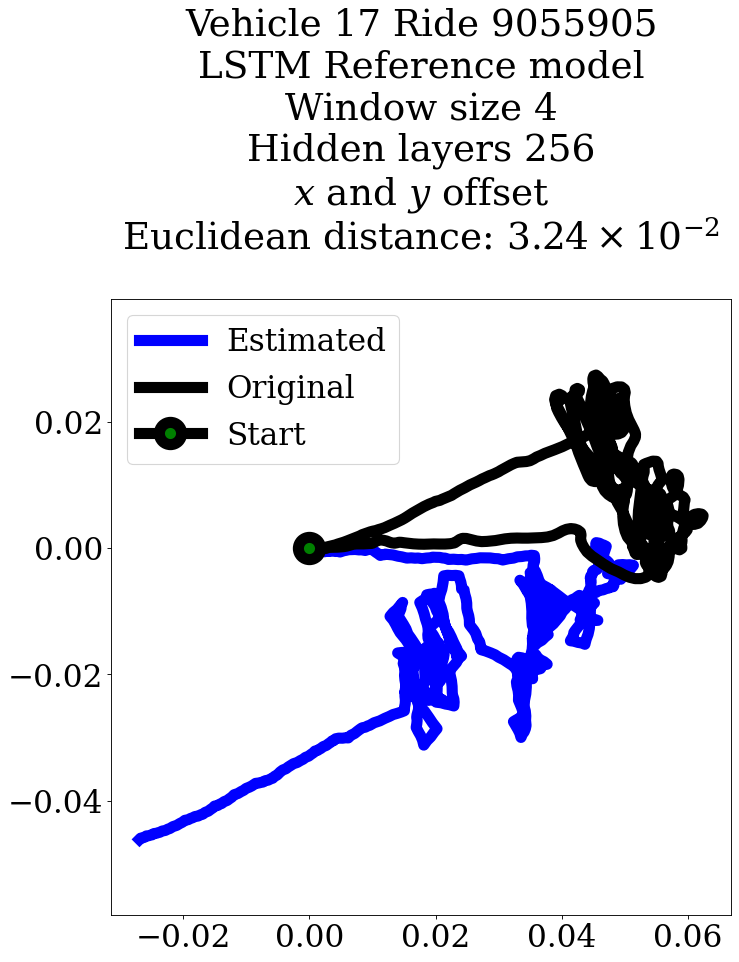 Vehicle 17 Ride 9055905
LSTM Reference model
Window size 4
Hidden layers 256
x and y offset
Euclidean distance: 3.24 × 10⁻²
Estimated
Original
Start
0.02
0.00
−0.02
−0.04
−0.02 0.00 0.02 0.04 0.06